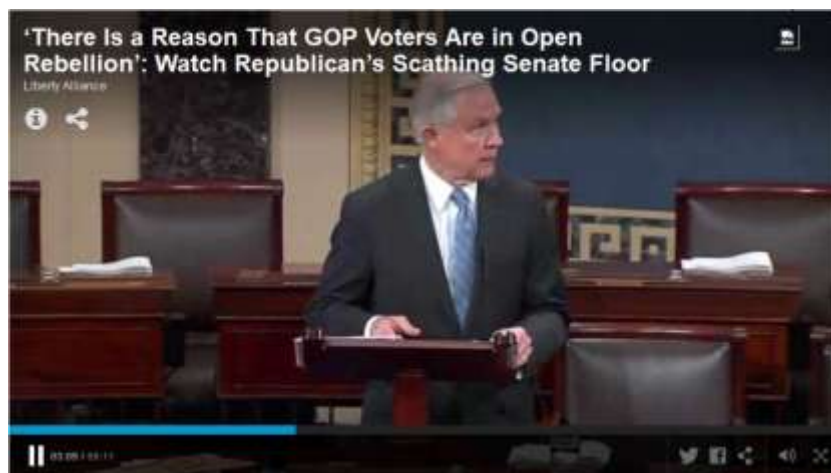 ‘There Is a Reason That GOP Voters Are in Open
Rebellion’: Watch Republican’s Scathing Senate Floor
Liberty Alliance